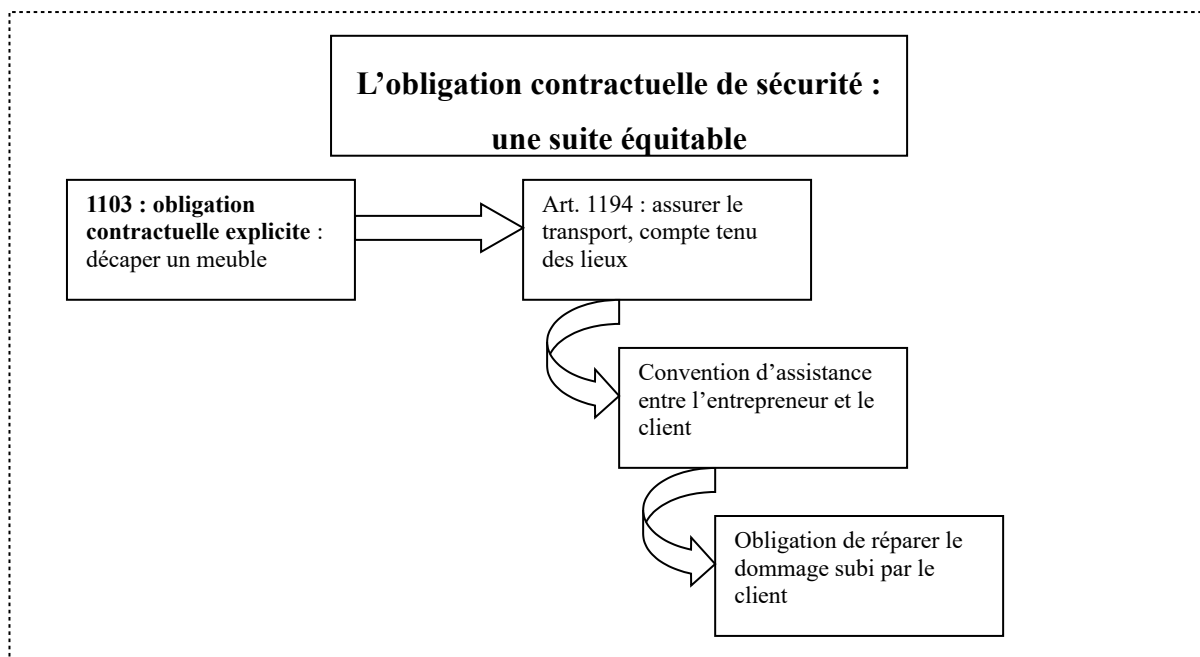 L’obligation contractuelle de sécurité :
une suite équitable
1103 : obligation
contractuelle explicite :
décaper un meuble
Art. 1194 : assurer le
transport, compte tenu
des lieux
Convention d’assistance
entre l’entrepreneur et le
client
Obligation de réparer le
dommage subi par le
client